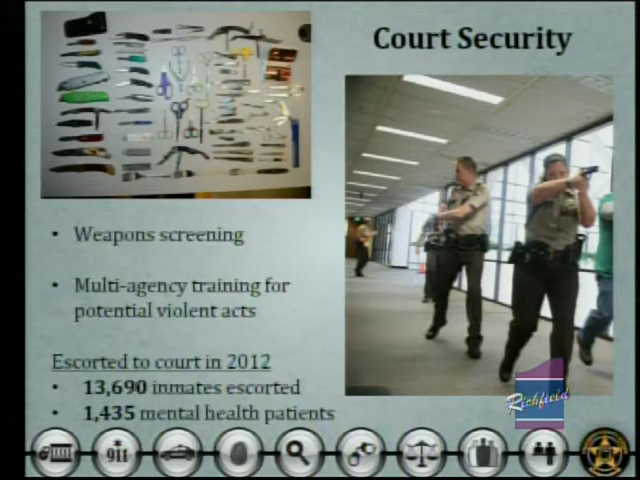 Court Security
• Weapons screening
• Multi-agency training for
potential violent acts
Escorted to court in 2012
• 13,690 inmates escorted
• 1,435 mental health patients
Richfield
911